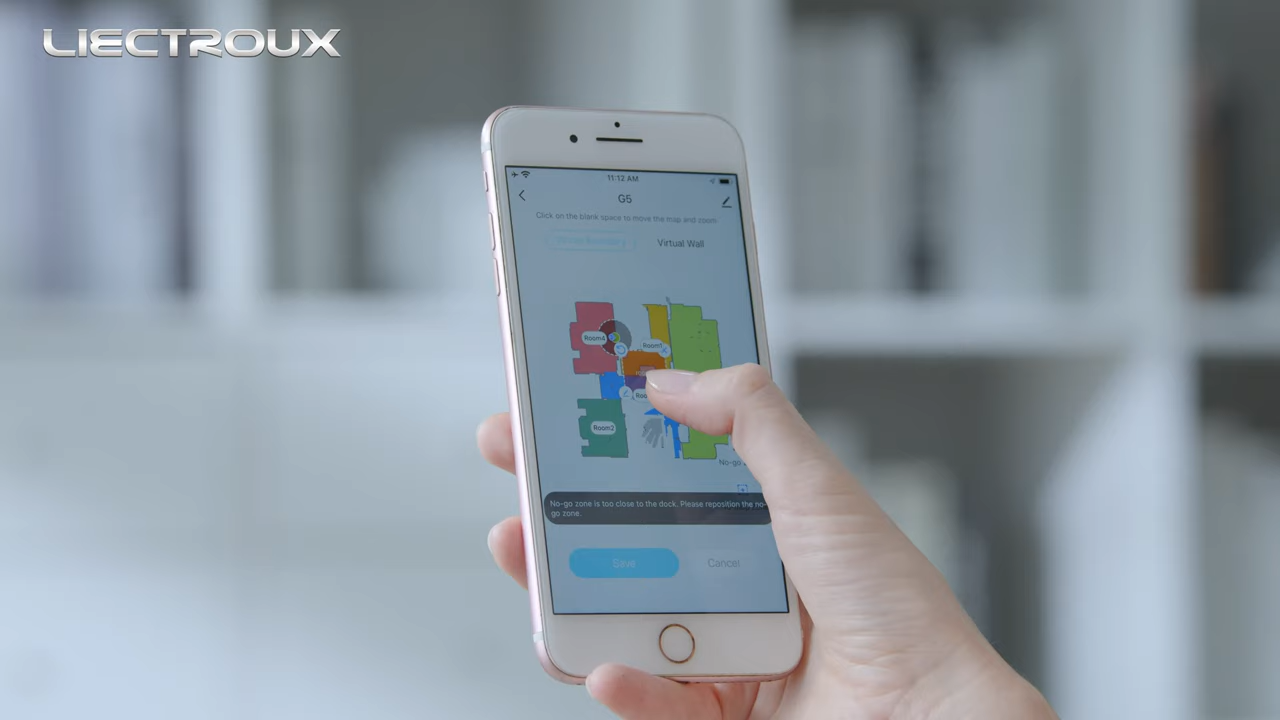 LIECTROUX
11:12 AM
G5
Click on the blank space to move the map and zoom
Virtual Wall
Room4
Room1
Room2
No-go
No-go zone is too close to the dock. Please reposition the no-
go zone.
Save
Cancel